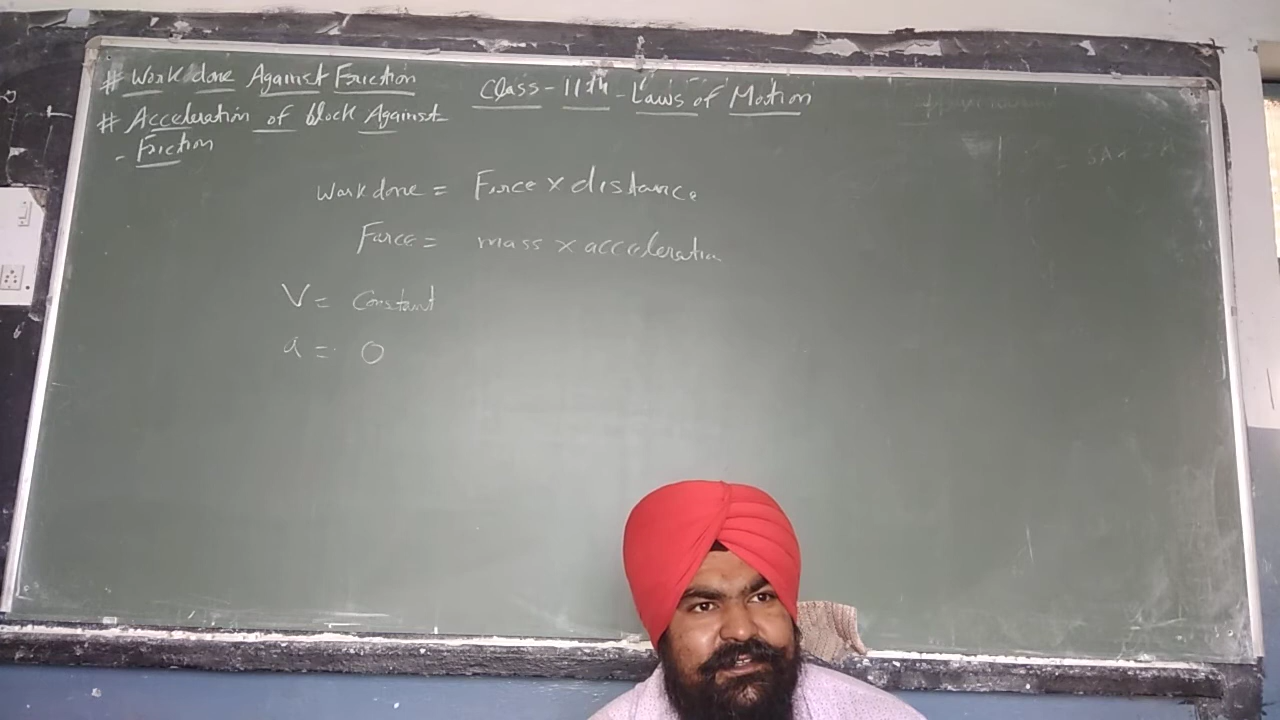 # Work done Against Friction
Class - 11th - Laws of Motion
# Acceleration of block Against
- Friction
Work done = Force x distance
Force = mass x acceleration
V = Constant
a = 0